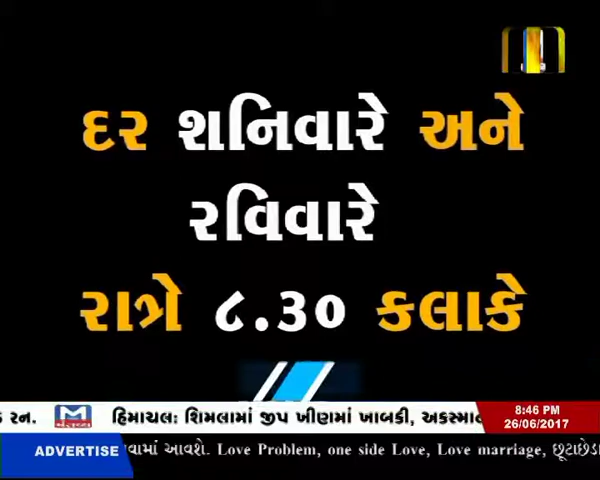 દર શનિવારે અને
રવિવારે
રાત્રે ૮.૩૦ કલાકે
રન. હિમાચલ: શિમલામાં જીપ ખીણમાં ખાબકી, 8:46 PM
26/06/2017
ADVERTISE આવશે. Love Problem, one side Love, Love marriage,